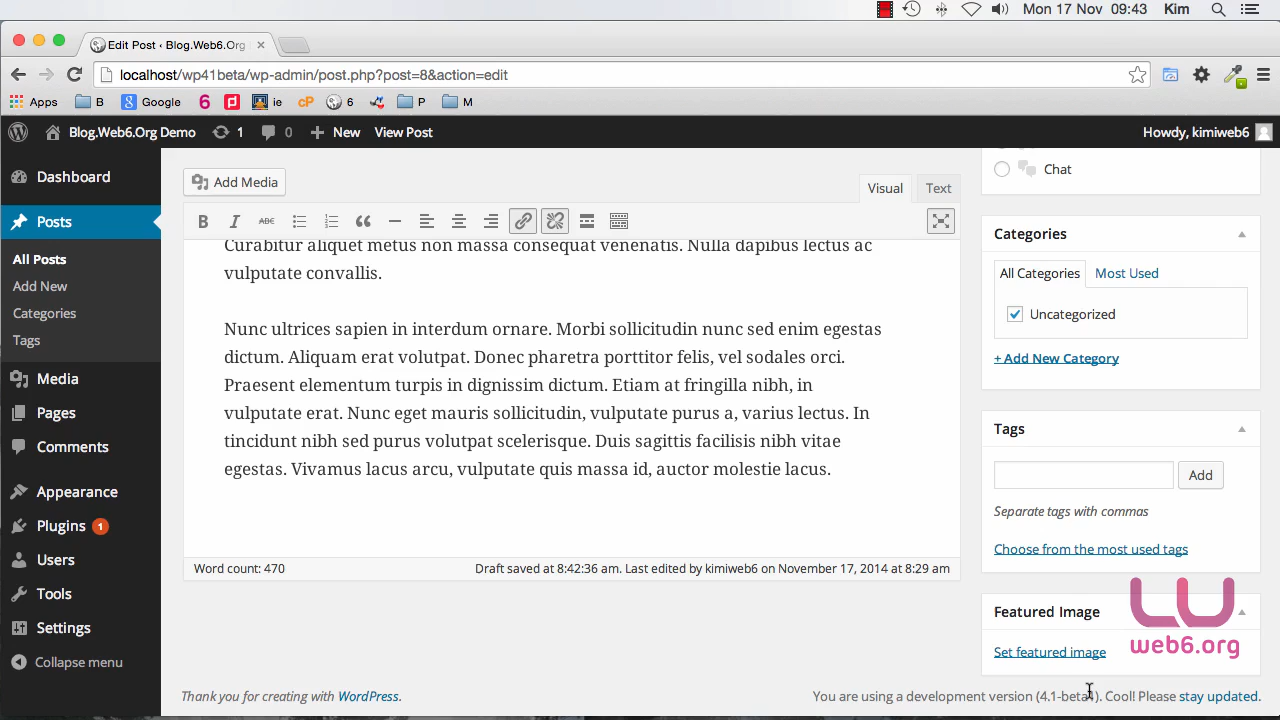 Mon 17 Nov 09:43 Kim
Edit Post ‹ Blog.Web6.Org
localhost/wp41beta/wp-admin/post.php?post=8&action=edit
Apps B Google 6 ie cP 6 P M
Blog.Web6.Org Demo 1 0 New View Post Howdy, kimiweb6
Dashboard
Posts
All Posts
Add New
Categories
Tags
Media
Pages
Comments
Appearance
Plugins 1
Users
Tools
Settings
Collapse menu
Add Media
Visual Text
B I ABC
Curabitur aliquet metus non massa consequat venenatis. Nulla dapibus lectus ac
vulputate convallis.
Nunc ultrices sapien in interdum ornare. Morbi sollicitudin nunc sed enim egestas
dictum. Aliquam erat volutpat. Donec pharetra porttitor felis, vel sodales orci.
Praesent elementum turpis in dignissim dictum. Etiam at fringilla nibh, in
vulputate erat. Nunc eget mauris sollicitudin, vulputate purus a, varius lectus. In
tincidunt nibh sed purus volutpat scelerisque. Duis sagittis facilisis nibh vitae
egestas. Vivamus lacus arcu, vulputate quis massa id, auctor molestie lacus.
Word count: 470 Draft saved at 8:42:36 am. Last edited by kimiweb6 on November 17, 2014 at 8:29 am
Chat
Categories
All Categories Most Used
Uncategorized
+ Add New Category
Tags
Add
Separate tags with commas
Choose from the most used tags
Featured Image
Set featured image
web6.org
Thank you for creating with WordPress.
You are using a development version (4.1-beta1). Cool! Please stay updated.